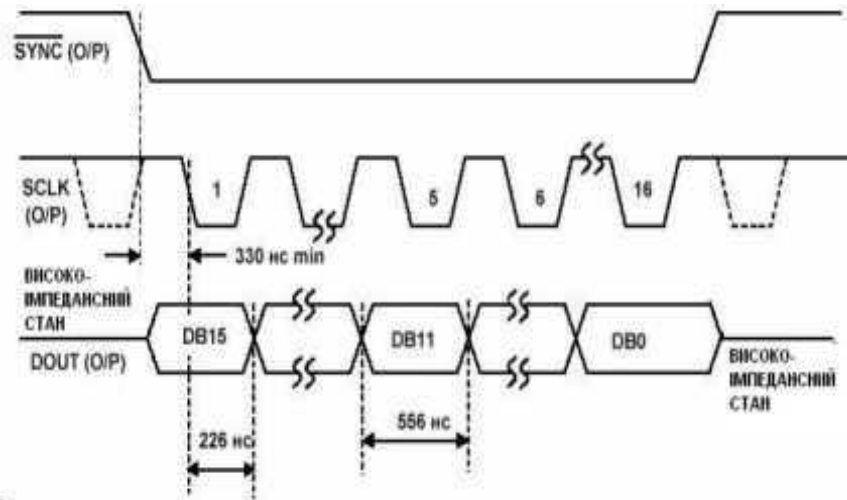 SYNC (O/P)
SCLK
(O/P)
1
5
6
16
330 нс min
ВИСОКО-
ІМПЕДАНСНИЙ
СТАН
DOUT (O/P)
DB15
DB11
DB0
ВИСОКО-
ІМПЕДАНСНИЙ
СТАН
226 нс
556 нс